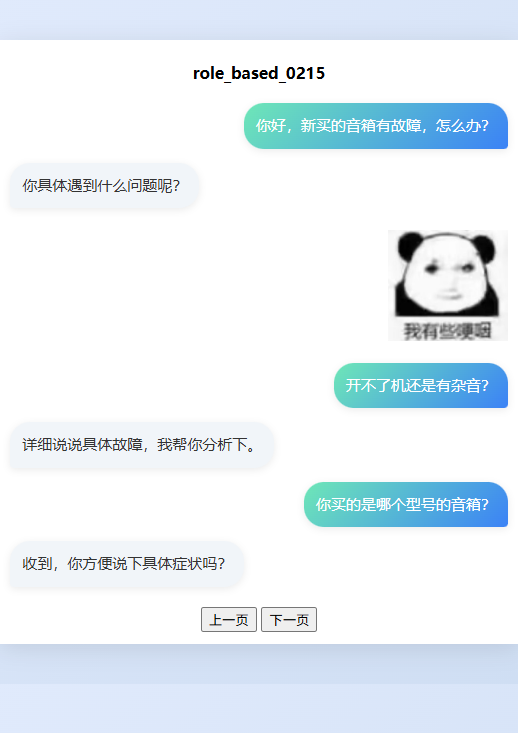 role_based_0215
你好，新买的音箱有故障，怎么办？
你具体遇到什么问题呢？
我有些哽咽
开不了机还是有杂音？
详细说说具体故障，我帮你分析下。
你买的是哪个型号的音箱？
收到，你方便说下具体症状吗？
上一页 下一页